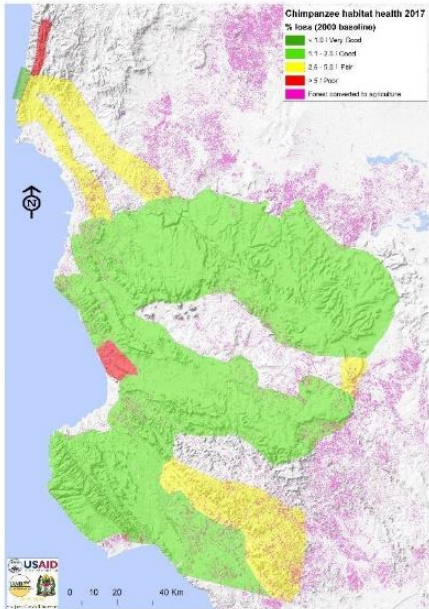 Chimpanzee habitat health 2017
% loss (2000 baseline)
< 1.0 | Very Good
1.1 - 2.5 | Good
2.6 - 5.0 | Fair
> 5 | Poor
Forest converted to agriculture
N
USAID
0 10 20 40 Km